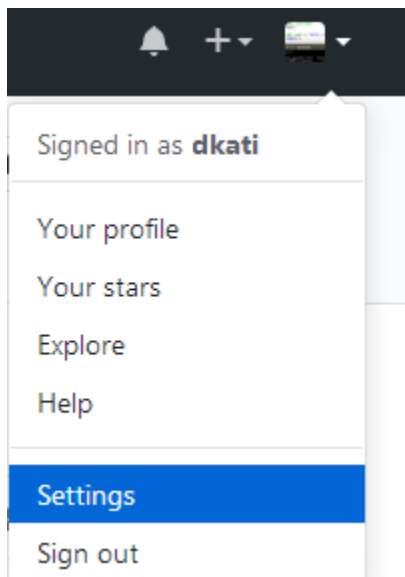 Signed in as dkati
Your profile
Your stars
Explore
Help
Settings
Sign out